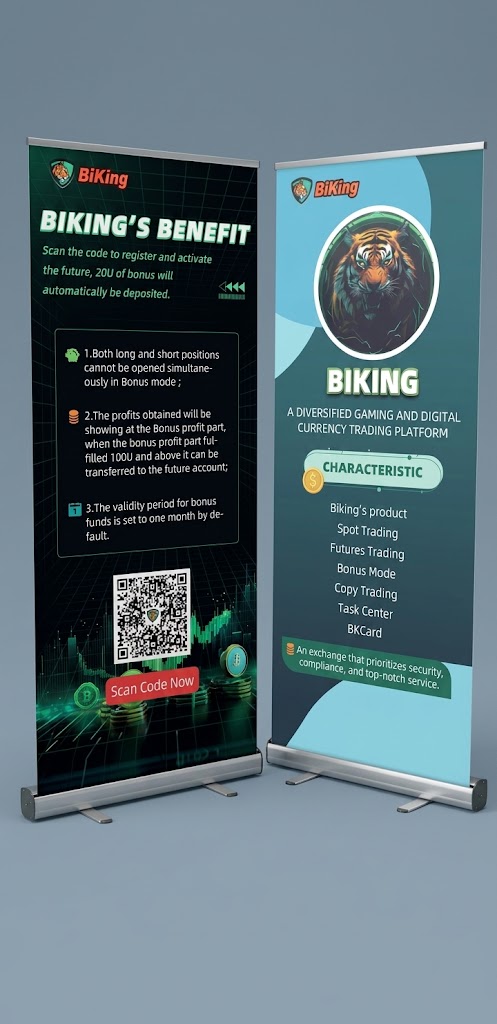 BiKing
BIKING'S BENEFIT
Scan the code to register and activate
the future, 20U of bonus will
automatically be deposited.
1.Both long and short positions
cannot be opened simultane-
ously in Bonus mode ;
2.The profits obtained will be
showing at the Bonus profit part,
when the bonus profit part ful-
filled 100U and above it can be
transferred to the future account;
3.The validity period for bonus
funds is set to one month by de-
fault.
Scan Code Now
BiKing
BIKING
A DIVERSIFIED GAMING AND DIGITAL
CURRENCY TRADING PLATFORM
CHARACTERISTIC
Biking's product
Spot Trading
Futures Trading
Bonus Mode
Copy Trading
Task Center
BKCard
An exchange that prioritizes security,
compliance, and top-notch service.